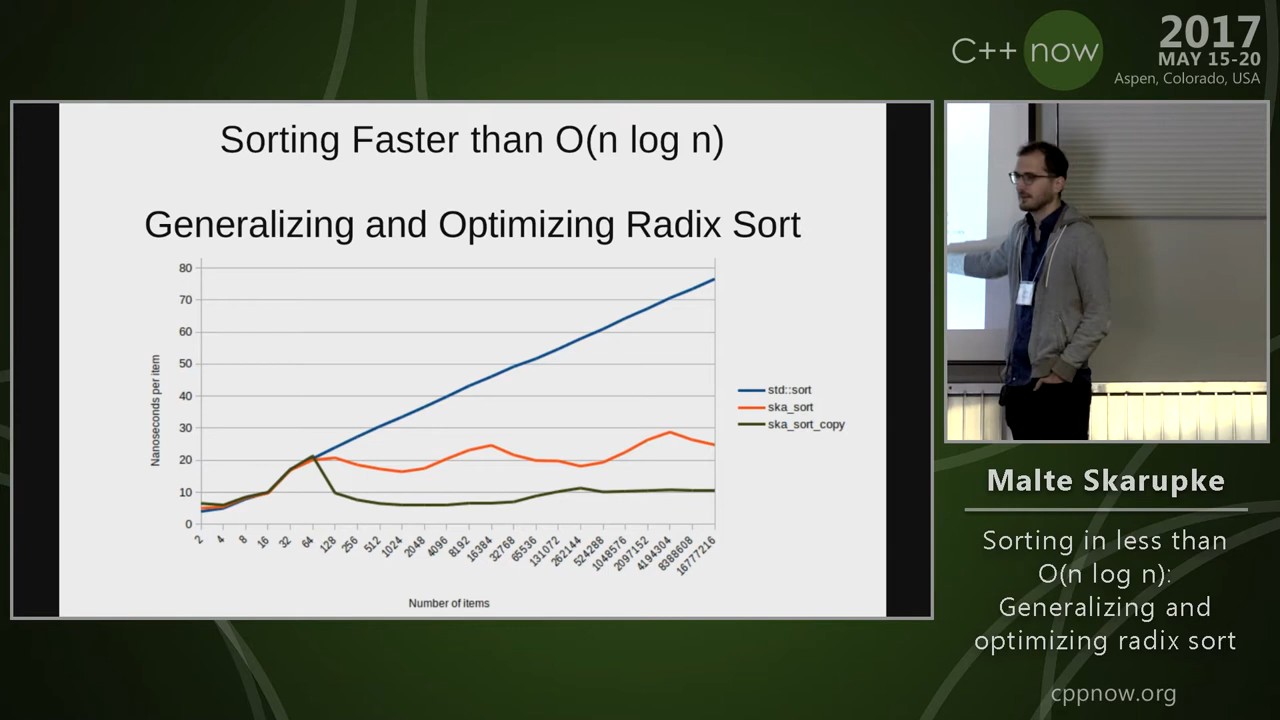 C++ now
2017
MAY 15-20
Aspen, Colorado, USA
Sorting Faster than O(n log n)
Generalizing and Optimizing Radix Sort
80
70
60
50
40
30
20
10
0
Nanoseconds per item
2 4 8 16 32 64 128 256 512 1024 2048 4096 8192 16384 32768 65536 131072 262144 524288 1048576 2097152 4194304 8388608 16777216
Number of items
std::sort
ska_sort
ska_sort_copy
Malte Skarupke
Sorting in less than
O(n log n):
Generalizing and
optimizing radix sort
cppnow.org